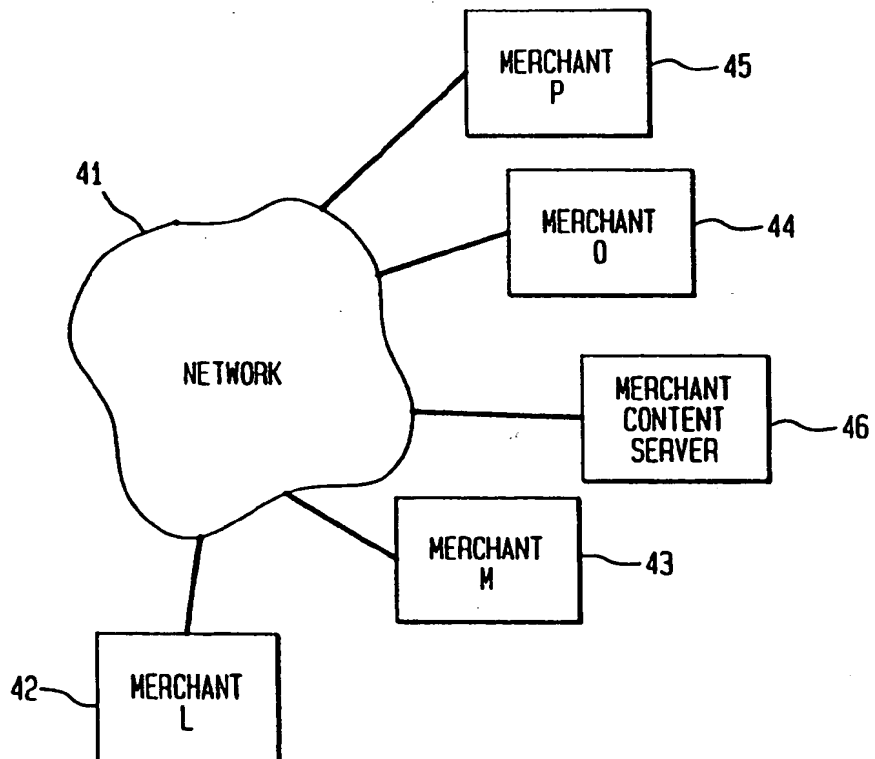 MERCHANT
P
45
41
MERCHANT
O
44
NETWORK
MERCHANT
CONTENT
SERVER
46
MERCHANT
M
43
42
MERCHANT
L